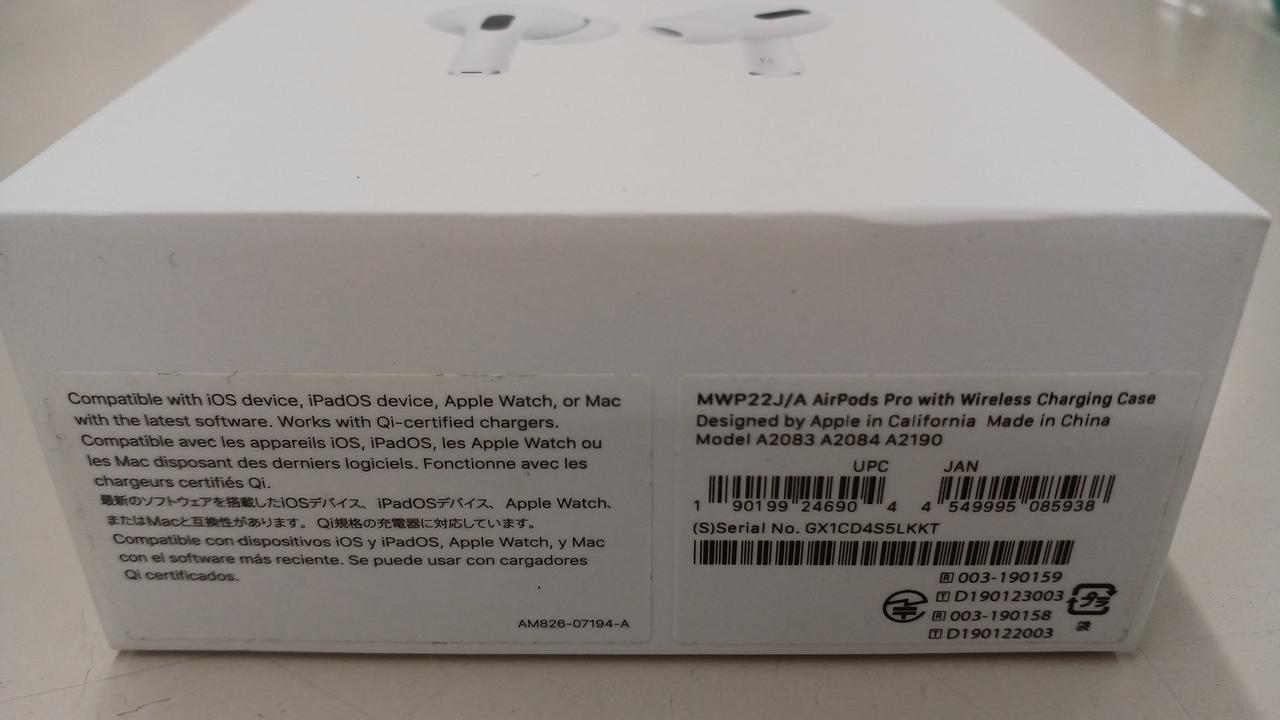 Compatible with iOS device, iPadOS device, Apple Watch, or Mac
with the latest software. Works with Qi-certified chargers.
Compatible avec les appareils iOS, iPadOS, les Apple Watch ou
les Mac disposant des derniers logiciels. Fonctionne avec les
chargeurs certifiés Qi.
最新のソフトウェアを搭載したiOSデバイス、iPadOSデバイス、Apple Watch、
またはMacと互換性があります。Qi規格の充電器に対応しています。
Compatible con dispositivos iOS y iPadOS, Apple Watch, y Mac
con el software más reciente. Se puede usar con cargadores
Qi certificados.
AM826-07194-A
MWP22J/A AirPods Pro with Wireless Charging Case
Designed by Apple in California Made in China
Model A2083 A2084 A2190
UPC JAN
1 90199 24690 4 4 549995 085938
(S)Serial No. GX1CD4S5LKKT
R 003-190159
T D190123003
R 003-190158
T D190122003
プラ
袋